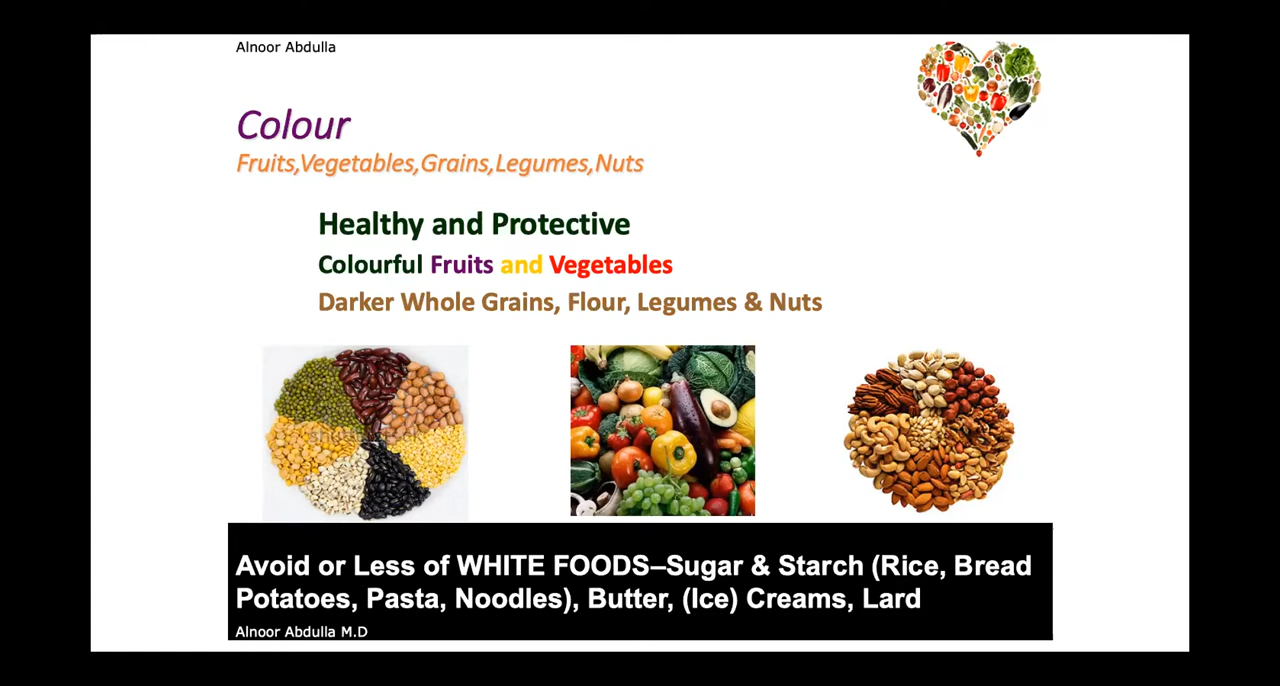 Alnoor Abdulla
Colour
Fruits,Vegetables,Grains,Legumes,Nuts
Healthy and Protective
Colourful Fruits and Vegetables
Darker Whole Grains, Flour, Legumes & Nuts
Avoid or Less of WHITE FOODS–Sugar & Starch (Rice, Bread
Potatoes, Pasta, Noodles), Butter, (Ice) Creams, Lard
Alnoor Abdulla M.D